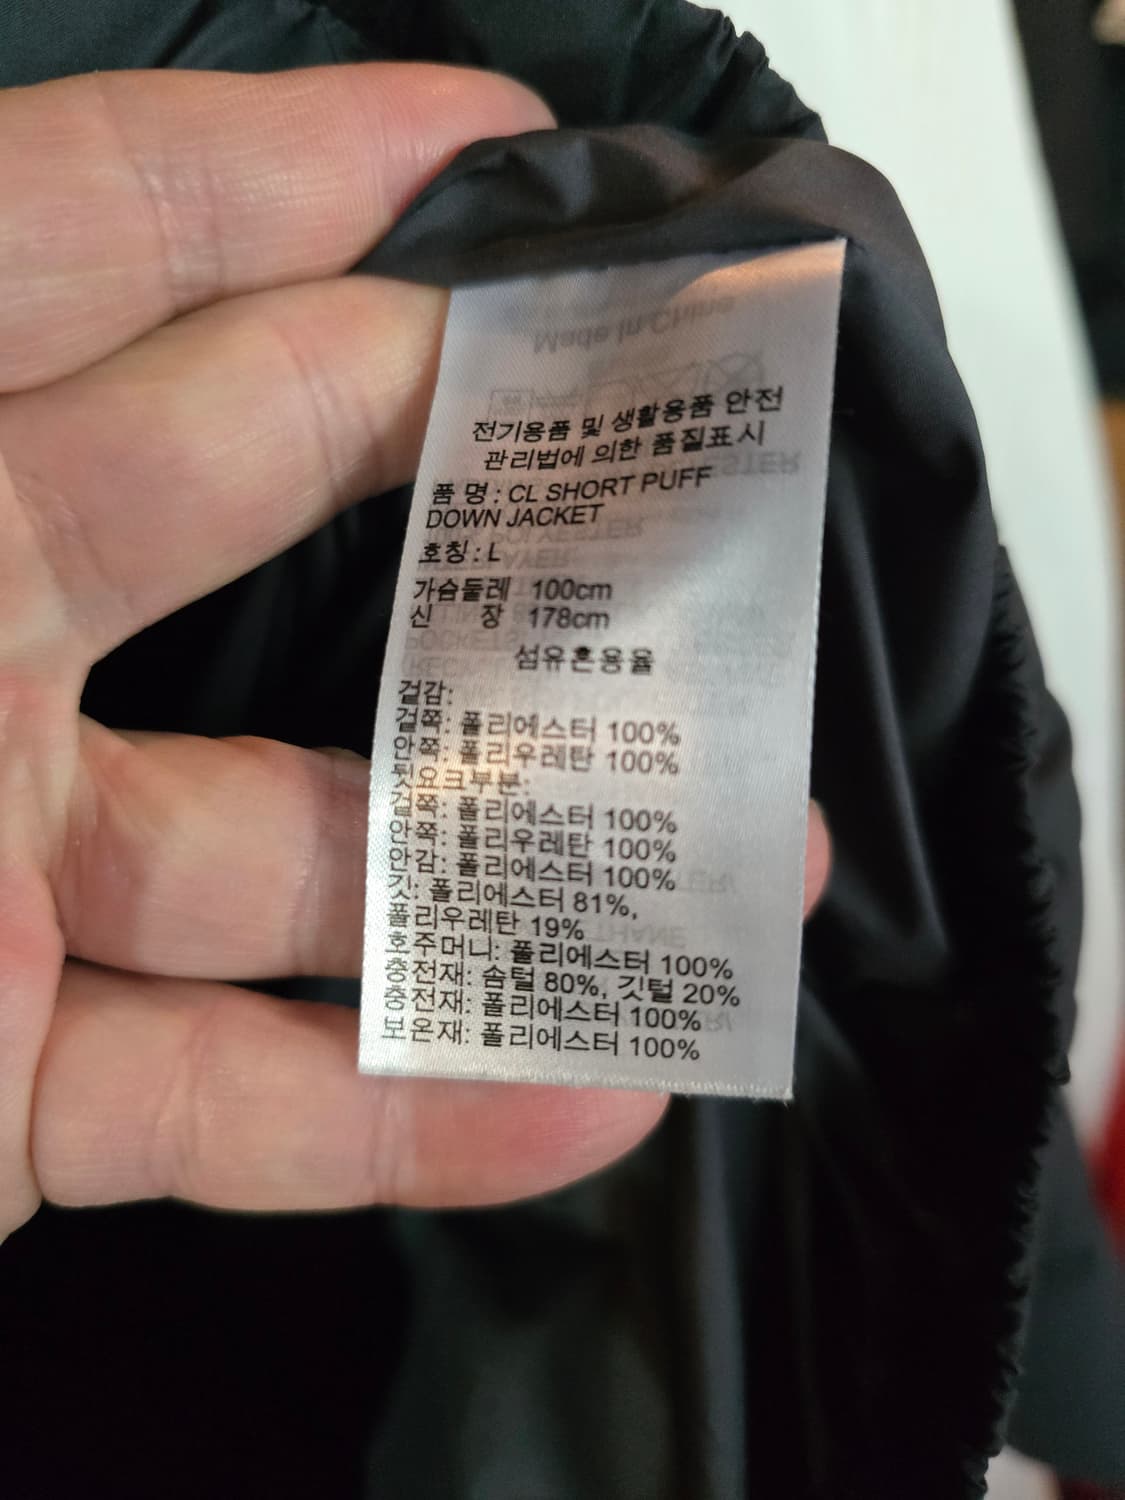 전기용품 및 생활용품 안전
관리법에 의한 품질표시
품 명 : CL SHORT PUFF
DOWN JACKET
호칭 : L
가슴둘레 100cm
신 장 178cm
섬유혼용율
겉감:
겉쪽: 폴리에스터 100%
안쪽: 폴리우레탄 100%
뒷요크부분:
겉쪽: 폴리에스터 100%
안쪽: 폴리우레탄 100%
안감: 폴리에스터 100%
깃: 폴리에스터 81%,
폴리우레탄 19%
호주머니: 폴리에스터 100%
충전재: 솜털 80%, 깃털 20%
충전재: 폴리에스터 100%
보온재: 폴리에스터 100%
Made in China